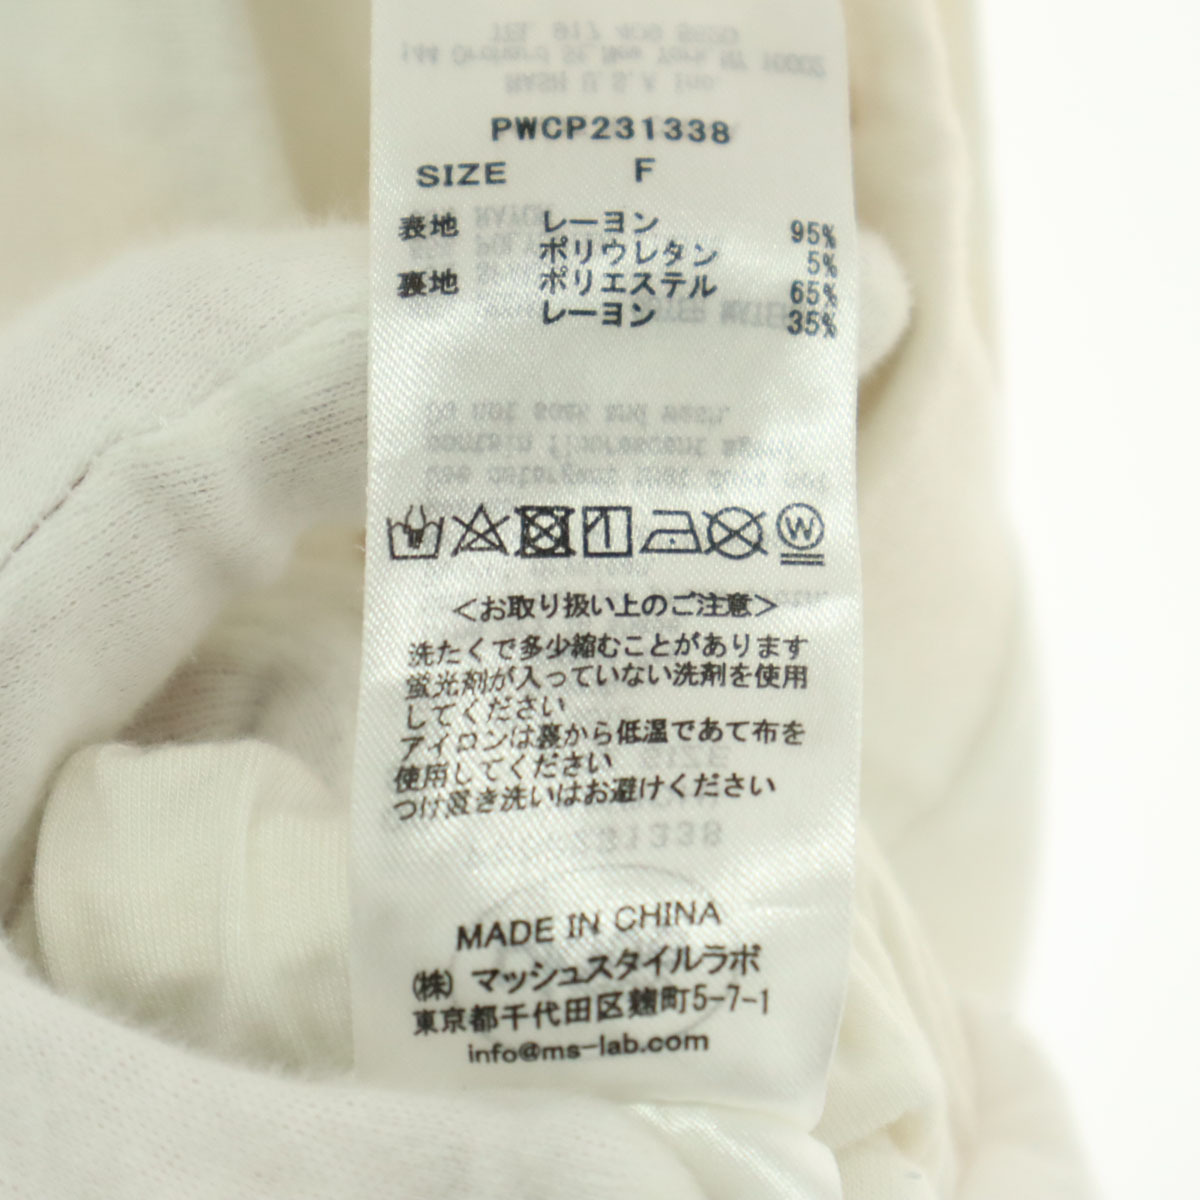 PWCP231338
SIZE F
表地 レーヨン 95%
ポリウレタン 5%
裏地 ポリエステル 65%
レーヨン 35%
W
＜お取り扱い上のご注意＞
洗たくで多少縮むことがあります
蛍光剤が入っていない洗剤を使用
してください
アイロンは裏から低温であて布を
使用してください
つけ置き洗いはお避けください
MADE IN CHINA
(株) マッシュスタイルラボ
東京都千代田区麹町5-7-1
info@ms-lab.com